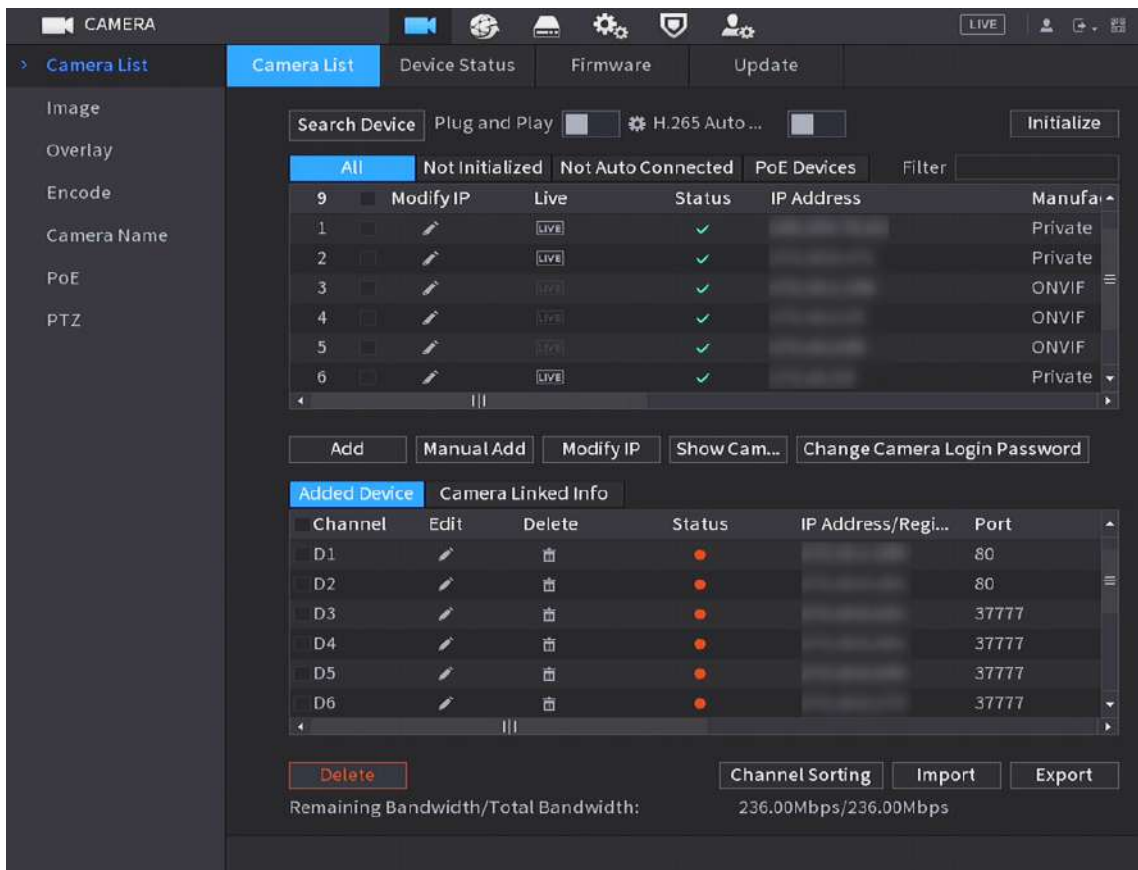 CAMERA LIVE
Camera List Camera List Device Status Firmware Update
Image
Overlay
Encode
Camera Name
PoE
PTZ
Search Device Plug and Play H.265 Auto ... Initialize
All Not Initialized Not Auto Connected PoE Devices Filter
9 Modify IP Live Status IP Address Manufa
1 LIVE Private
2 LIVE Private
3 LIVE ONVIF
4 LIVE ONVIF
5 LIVE ONVIF
6 LIVE Private
Add Manual Add Modify IP Show Cam... Change Camera Login Password
Added Device Camera Linked Info
Channel Edit Delete Status IP Address/Regi... Port
D1 80
D2 80
D3 37777
D4 37777
D5 37777
D6 37777
Delete Channel Sorting Import Export
Remaining Bandwidth/Total Bandwidth: 236.00Mbps/236.00Mbps